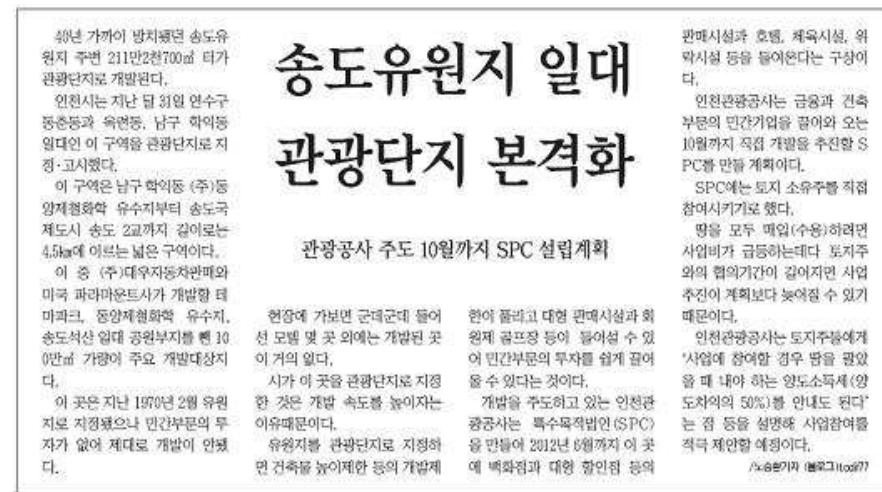 송도유원지 일대
관광단지 본격화
관광공사 주도 10월까지 SPC 설립계획
40년 가까이 방치됐던 송도유
원지 주변 211만2천700㎡ 터가
관광단지로 개발된다.
인천시는 지난 달 31일 연수구
동춘동과 옥련동, 남구 학익동
일대인 이 구역을 관광단지로 지
정·고시했다.
이 구역은 남구 학익동 (주)동
양제철화학 유수지부터 송도국
제도시 송도 2교까지 길이로는
4.5㎞에 이르는 넓은 구역이다.
이 중 (주)대우자동차판매와
미국 파라마운트사가 개발할 테
마파크, 동양제철화학 유수지,
송도석산 일대 공원부지를 뺀 10
0만㎡ 가량이 주요 개발대상지
다.
이 곳은 지난 1970년 2월 유원
지로 지정됐으나 민간부문의 투
자가 없어 제대로 개발이 안됐
다.
현장에 가보면 군데군데 들어
선 모텔 몇 곳 외에는 개발된 곳
이 거의 없다.
시가 이 곳을 관광단지로 지정
한 것은 개발 속도를 높이자는
이유때문이다.
유원지를 관광단지로 지정하
면 건축물 높이제한 등의 개발제
한이 풀리고 대형 판매시설과 회
원제 골프장 등이 들어설 수 있
어 민간부문의 투자를 쉽게 끌어
올 수 있다는 것이다.
개발을 주도하고 있는 인천관
광공사는 특수목적법인(SPC)
을 만들어 2012년 6월까지 이 곳
에 백화점과 대형 할인점 등의
판매시설과 호텔, 체육시설, 위
락시설 등을 들여온다는 구상이
다.
인천관광공사는 금융과 건축
부문의 민간기업을 끌어와 오는
10월까지 직접 개발을 추진할 S
PC를 만들 계획이다.
SPC에는 토지 소유주를 직접
참여시키기로 했다.
땅을 모두 매입(수용)하려면
사업비가 급등하는데다 토지주
와의 협의기간이 길어지면 사업
추진이 계획보다 늦어질 수 있기
때문이다.
인천관광공사는 토지주들에게
"사업에 참여할 경우 땅을 팔았
을 때 내야 하는 양도소득세(양
도차익의 50%)를 안내도 된다"
는 점 등을 설명해 사업참여를
적극 제안할 예정이다.
/노승환기자 (블로그)todif77